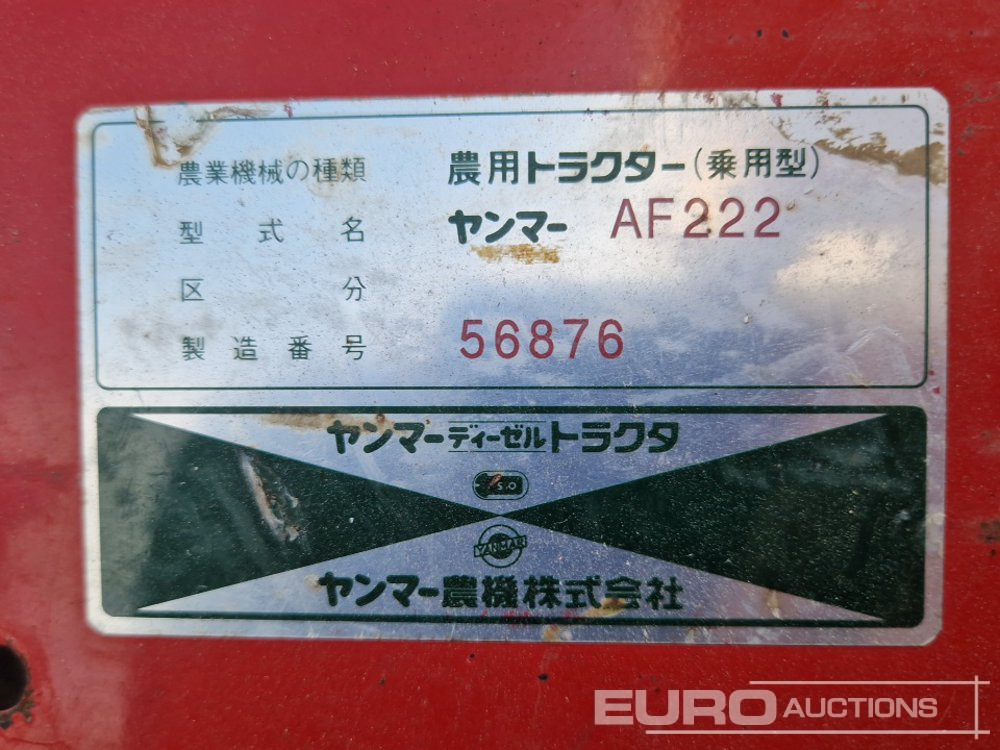 農業機械の種類 農用トラクター(乗用型)
型式名 ヤンマー AF222
区分
製造番号 56876
ヤンマーディーゼルトラクタ
S.O
YANMAR
ヤンマー農機株式会社
EURO AUCTIONS